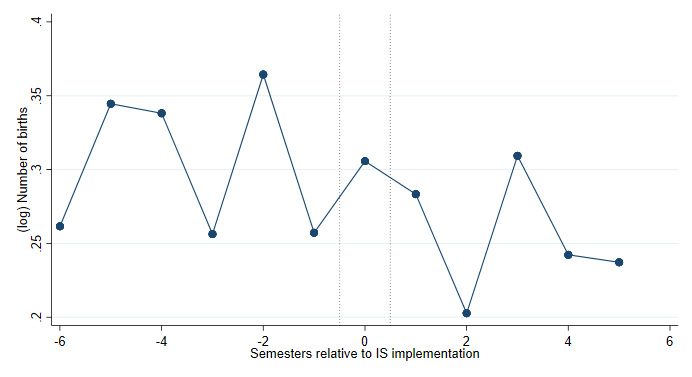 (log) Number of births
.4
.35
.3
.25
.2
-6 -4 -2 0 2 4 6
Semesters relative to IS implementation